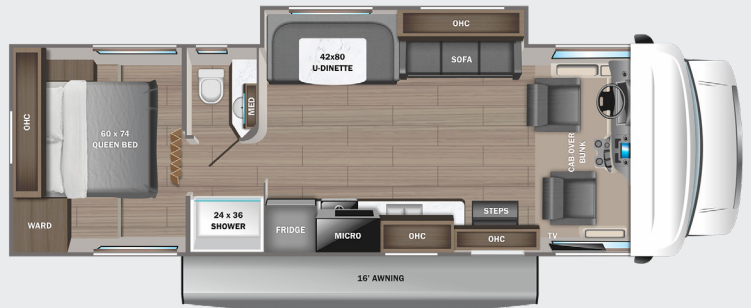 OHC
42x80
U-DINETTE
SOFA
OHC
60 x 74
QUEEN BED
MED
CAB OVER
BUNK
WARD
24 x 36
SHOWER
FRIDGE
MICRO
OHC
STEPS
OHC
TV
16' AWNING